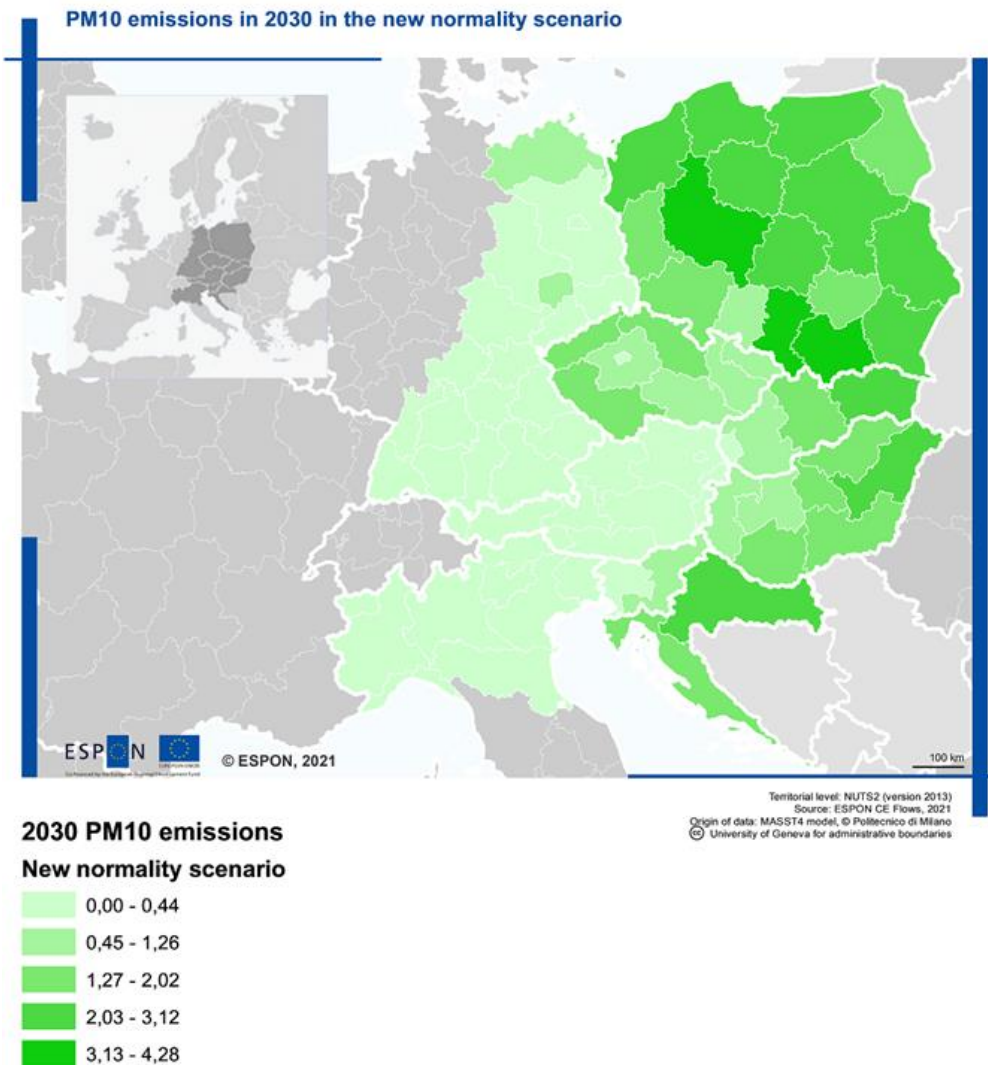 PM10 emissions in 2030 in the new normality scenario
ESPON
© ESPON, 2021
100 km
Territorial level: NUTS2 (version 2013)
Source: ESPON CE Flows, 2021
Origin of data: MASST4 model, © Politecnico di Milano
cc University of Geneva for administrative boundaries
2030 PM10 emissions
New normality scenario
0,00 - 0,44
0,45 - 1,26
1,27 - 2,02
2,03 - 3,12
3,13 - 4,28